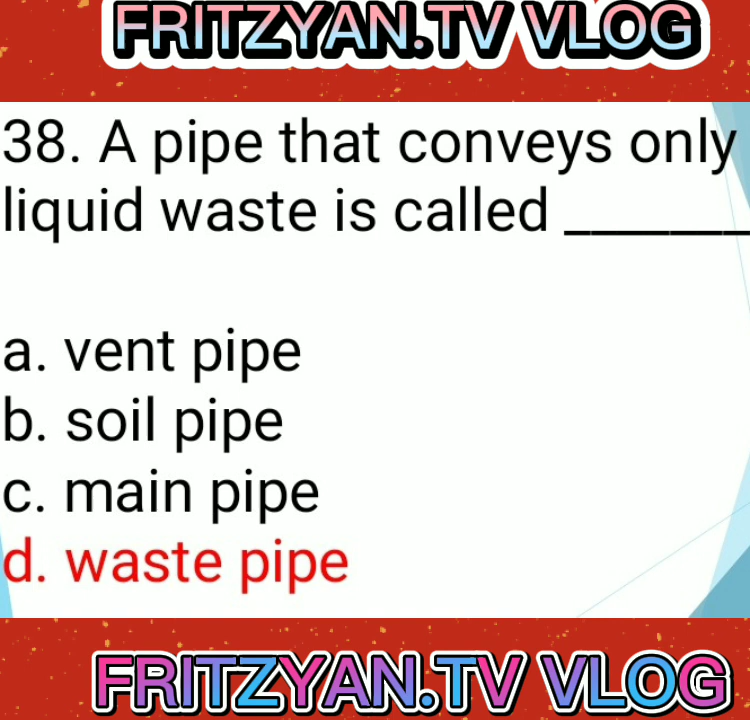 FRITZYAN.TV VLOG
38. A pipe that conveys only
liquid waste is called ________
a. vent pipe
b. soil pipe
c. main pipe
d. waste pipe
FRITZYAN.TV VLOG